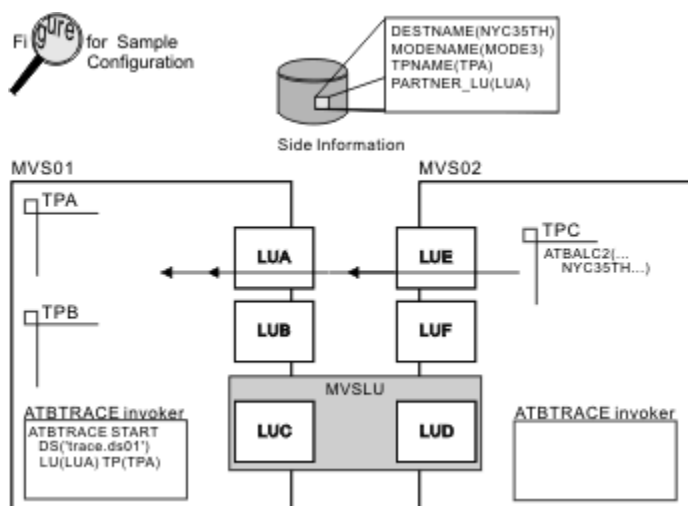 Figure for Sample
Configuration
DESTNAME(NYC35TH)
MODENAME(MODE3)
TPNAME(TPA)
PARTNER_LU(LUA)
Side Information
MVS01
MVS02
TPA
LUA
LUE
TPC
ATBALC2(...
NYC35TH...)
TPB
LUB
LUF
MVSLU
ATBTRACE invoker
ATBTRACE START
DS('trace.ds01')
LU(LUA) TP(TPA)
LUC
LUD
ATBTRACE invoker